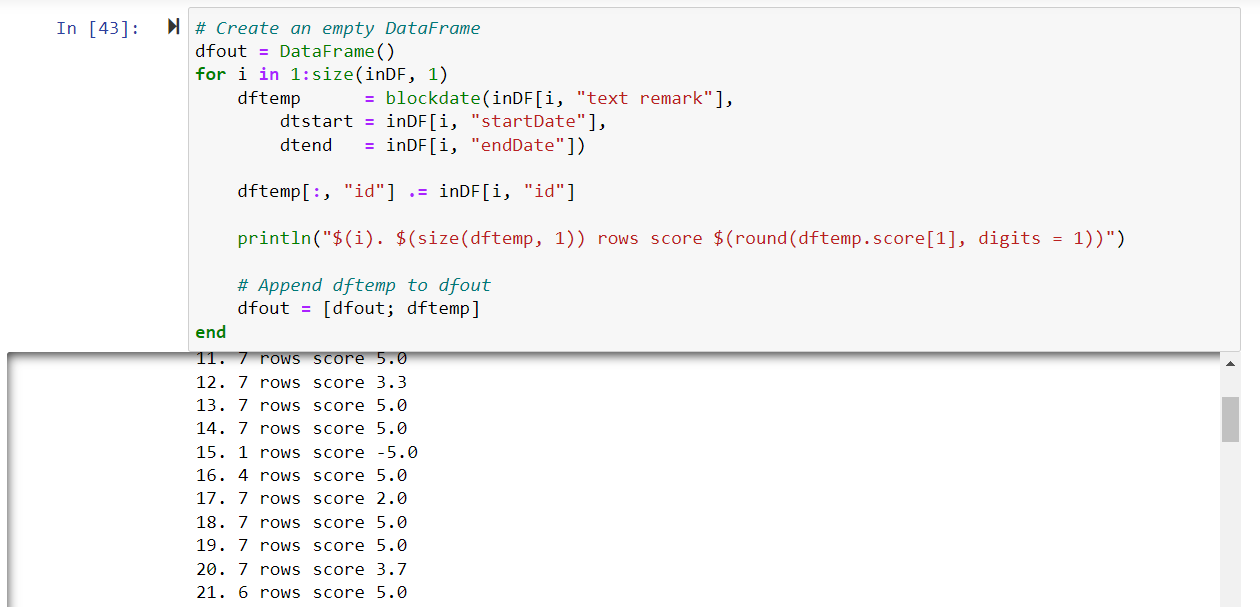 In [43]:
# Create an empty DataFrame
dfout = DataFrame()
for i in 1:size(inDF, 1)
    dftemp      = blockdate(inDF[i, "text remark"],
        dtstart = inDF[i, "startDate"],
        dtend   = inDF[i, "endDate"])
    dftemp[:, "id"] .= inDF[i, "id"]
    println("$(i). $(size(dftemp, 1)) rows score $(round(dftemp.score[1], digits = 1))")
    # Append dftemp to dfout
    dfout = [dfout; dftemp]
end
11. 7 rows score 5.0
12. 7 rows score 3.3
13. 7 rows score 5.0
14. 7 rows score 5.0
15. 1 rows score -5.0
16. 4 rows score 5.0
17. 7 rows score 2.0
18. 7 rows score 5.0
19. 7 rows score 5.0
20. 7 rows score 3.7
21. 6 rows score 5.0